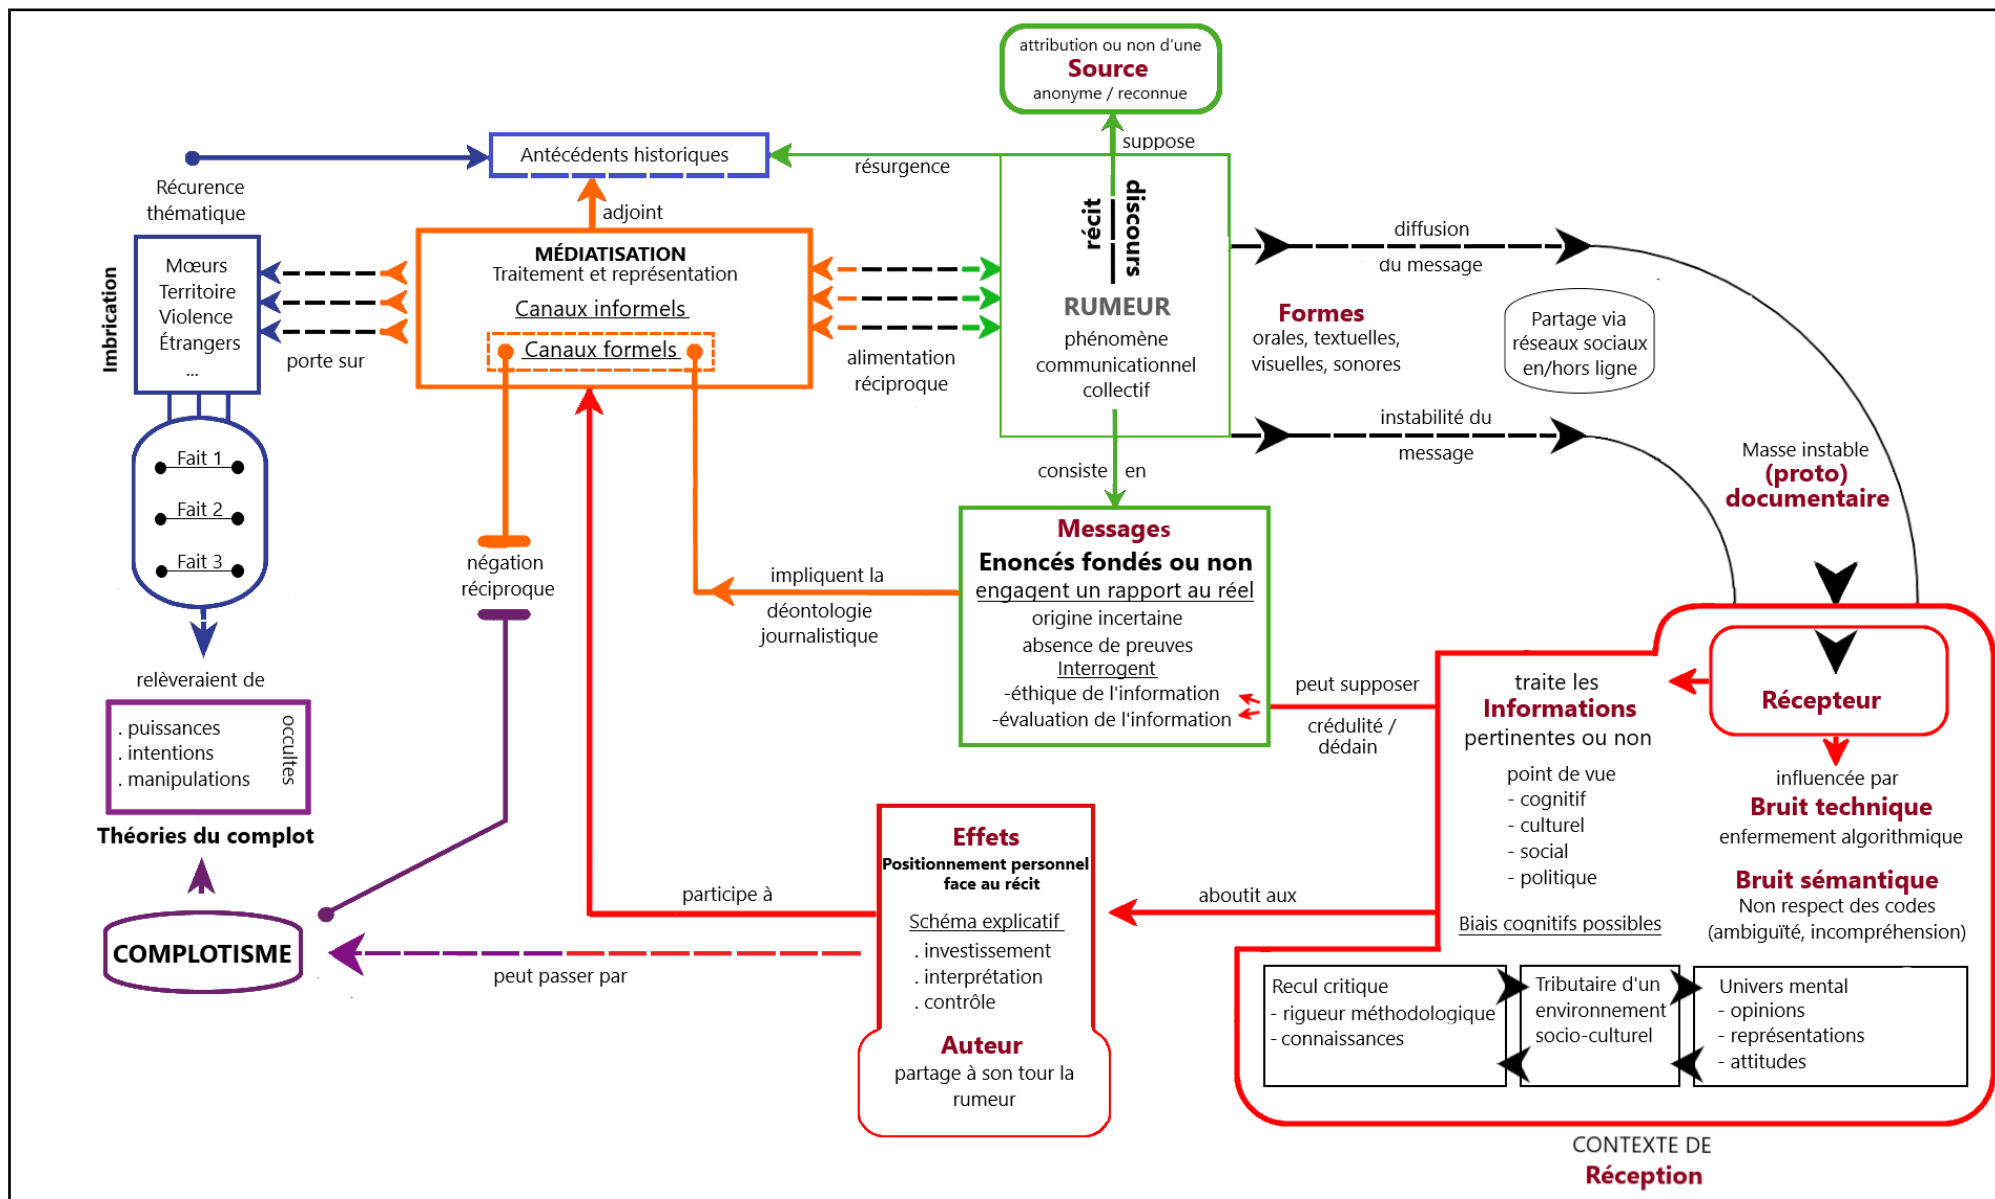 attribution ou non d'une
Source
anonyme / reconnue
suppose
Antécédents historiques
résurgence
Récurence
thématique
adjoint
Imbrication
Mœurs
Territoire
Violence
Étrangers
...
porte sur
MÉDIATISATION
Traitement et représentation
Canaux informels
Canaux formels
alimentation
réciproque
récit
discours
RUMEUR
phénomène
communicationnel
collectif
diffusion
du message
Formes
orales, textuelles,
visuelles, sonores
Partage via
réseaux sociaux
en/hors ligne
instabilité du
message
Masse instable
(proto)
documentaire
Fait 1
Fait 2
Fait 3
consiste en
négation
réciproque
impliquent la
déontologie
journalistique
Messages
Enoncés fondés ou non
engagent un rapport au réel
origine incertaine
absence de preuves
Interrogent
-éthique de l'information
-évaluation de l'information
peut supposer
crédulité /
dédain
traite les
Informations
pertinentes ou non
point de vue
- cognitif
- culturel
- social
- politique
Biais cognitifs possibles
Récepteur
influencée par
Bruit technique
enfermement algorithmique
Bruit sémantique
Non respect des codes
(ambiguïté, incompréhension)
relèveraient de
. puissances
. intentions
. manipulations
occultes
Théories du complot
COMPLOTISME
participe à
peut passer par
Effets
Positionnement personnel
face au récit
Schéma explicatif
. investissement
. interprétation
. contrôle
Auteur
partage à son tour la
rumeur
aboutit aux
Recul critique
- rigueur méthodologique
- connaissances
Tributaire d'un
environnement
socio-culturel
Univers mental
- opinions
- représentations
- attitudes
CONTEXTE DE
Réception